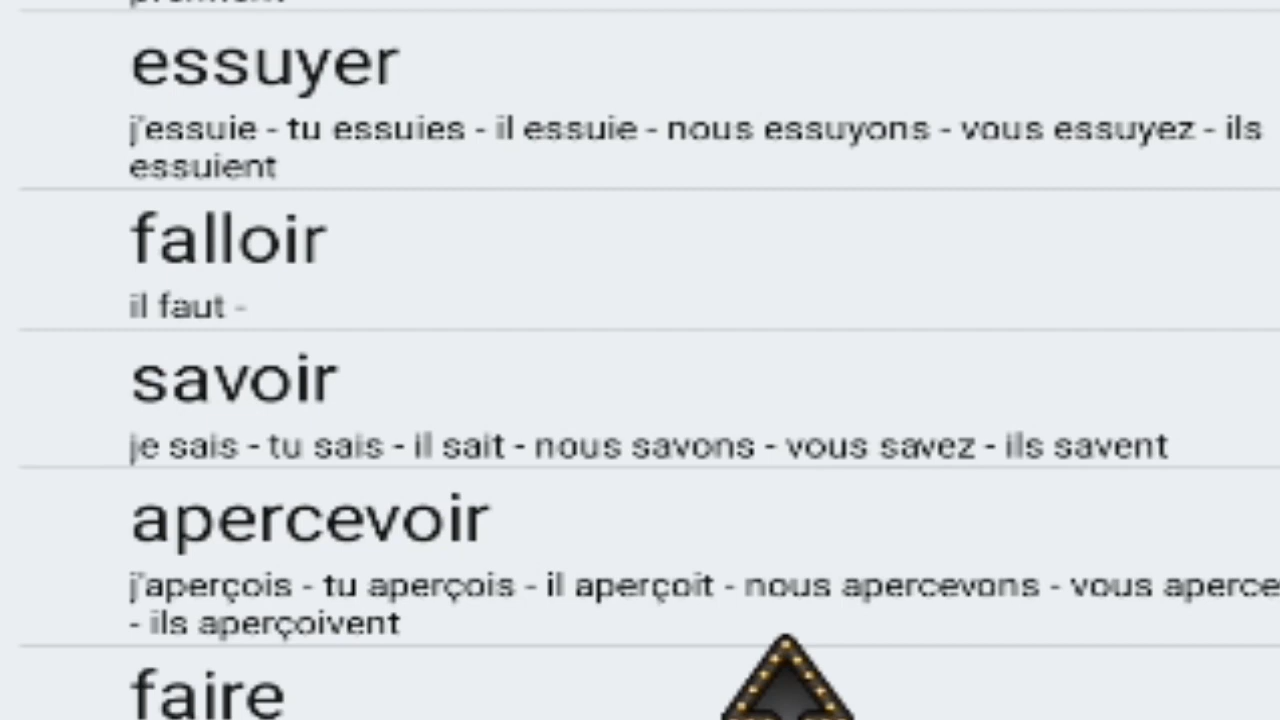 essuyer
j'essuie - tu essuies - il essuie - nous essuyons - vous essuyez - ils
essuient
falloir
il faut -
savoir
je sais - tu sais - il sait - nous savons - vous savez - ils savent
apercevoir
j'aperçois - tu aperçois - il aperçoit - nous apercevons - vous
- ils aperçoivent
faire